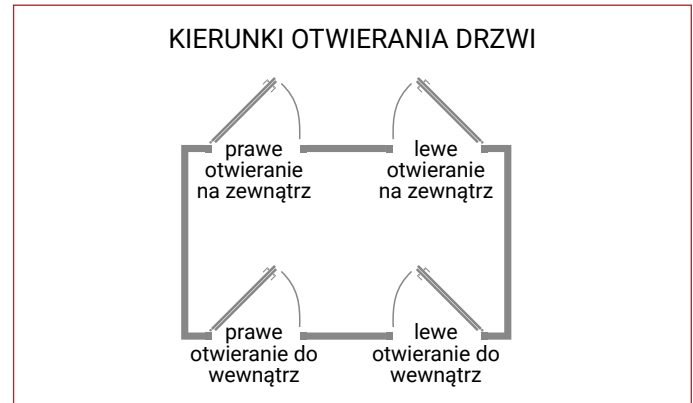 KIERUNKI OTWIERANIA DRZWI
prawe
otwieranie
na zewnątrz
lewe
otwieranie
na zewnątrz
prawe
otwieranie do
wewnątrz
lewe
otwieranie do
wewnątrz